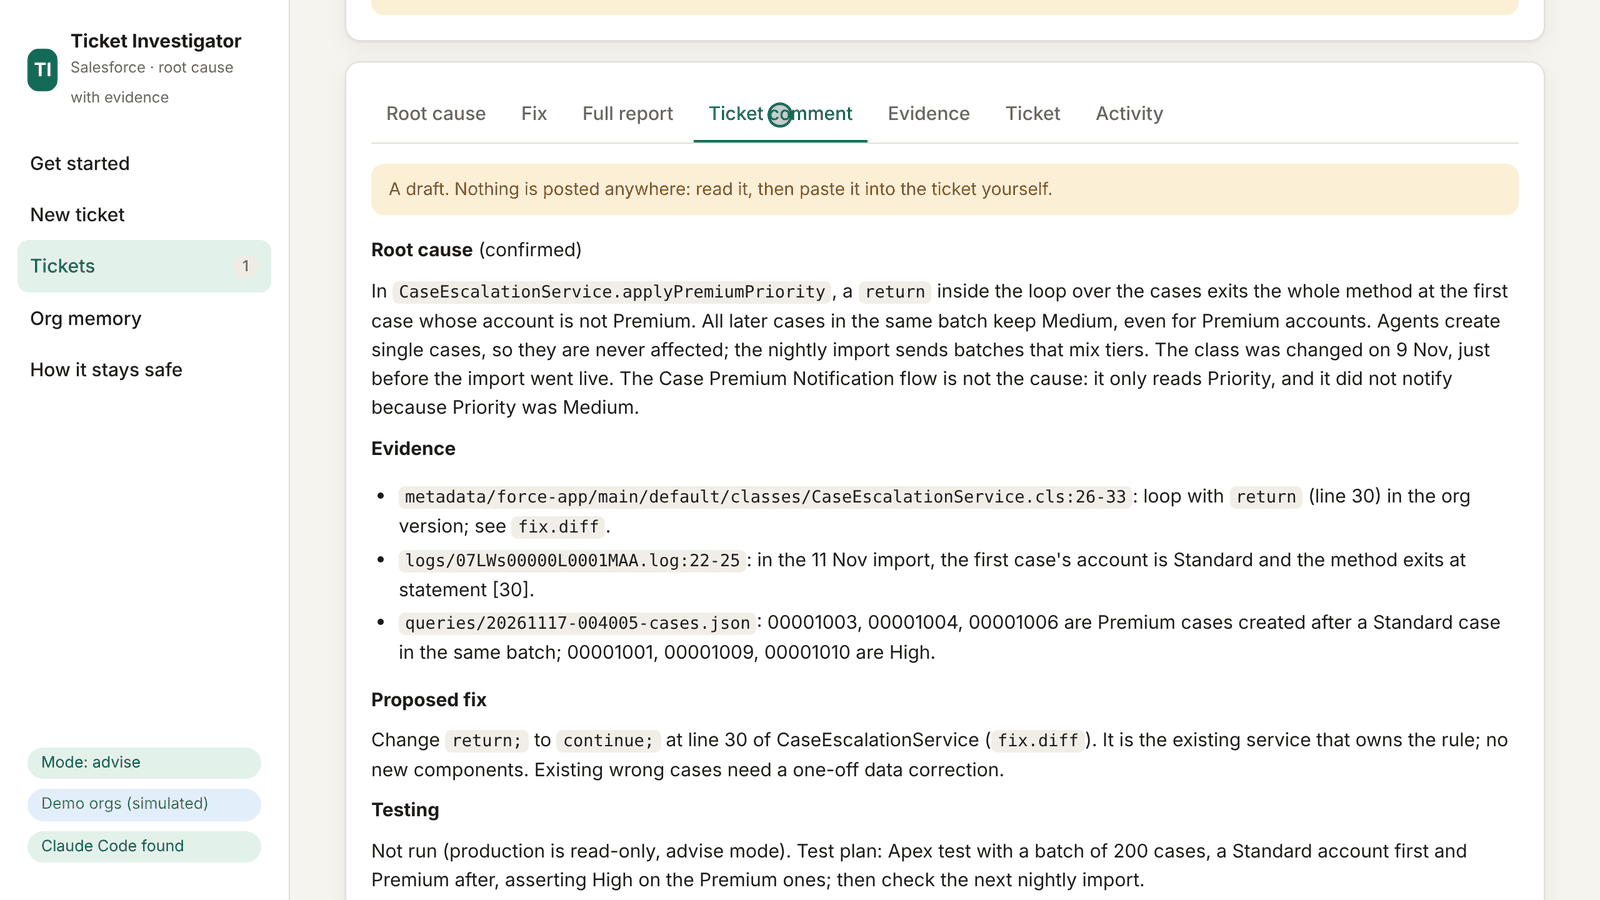 TI
Ticket Investigator
Salesforce · root cause
with evidence
Get started
New ticket
Tickets
1
Org memory
How it stays safe
Mode: advise
Demo orgs (simulated)
Claude Code found
Root cause
Fix
Full report
Ticket comment
Evidence
Ticket
Activity
A draft. Nothing is posted anywhere: read it, then paste it into the ticket yourself.
Root cause (confirmed)
In CaseEscalationService.applyPremiumPriority, a return inside the loop over the cases exits the whole method at the first
case whose account is not Premium. All later cases in the same batch keep Medium, even for Premium accounts. Agents create
single cases, so they are never affected; the nightly import sends batches that mix tiers. The class was changed on 9 Nov, just
before the import went live. The Case Premium Notification flow is not the cause: it only reads Priority, and it did not notify
because Priority was Medium.
Evidence
• metadata/force-app/main/default/classes/CaseEscalationService.cls:26-33: loop with return (line 30) in the org
version; see fix.diff.
• logs/07LWs00000L0001MAA.log:22-25: in the 11 Nov import, the first case's account is Standard and the method exits at
statement [30].
• queries/20261117-004005-cases.json: 00001003, 00001004, 00001006 are Premium cases created after a Standard case
in the same batch; 00001001, 00001009, 00001010 are High.
Proposed fix
Change return; to continue; at line 30 of CaseEscalationService (fix.diff). It is the existing service that owns the rule; no
new components. Existing wrong cases need a one-off data correction.
Testing
Not run (production is read-only, advise mode). Test plan: Apex test with a batch of 200 cases, a Standard account first and
Premium after, asserting High on the Premium ones; then check the next nightly import.